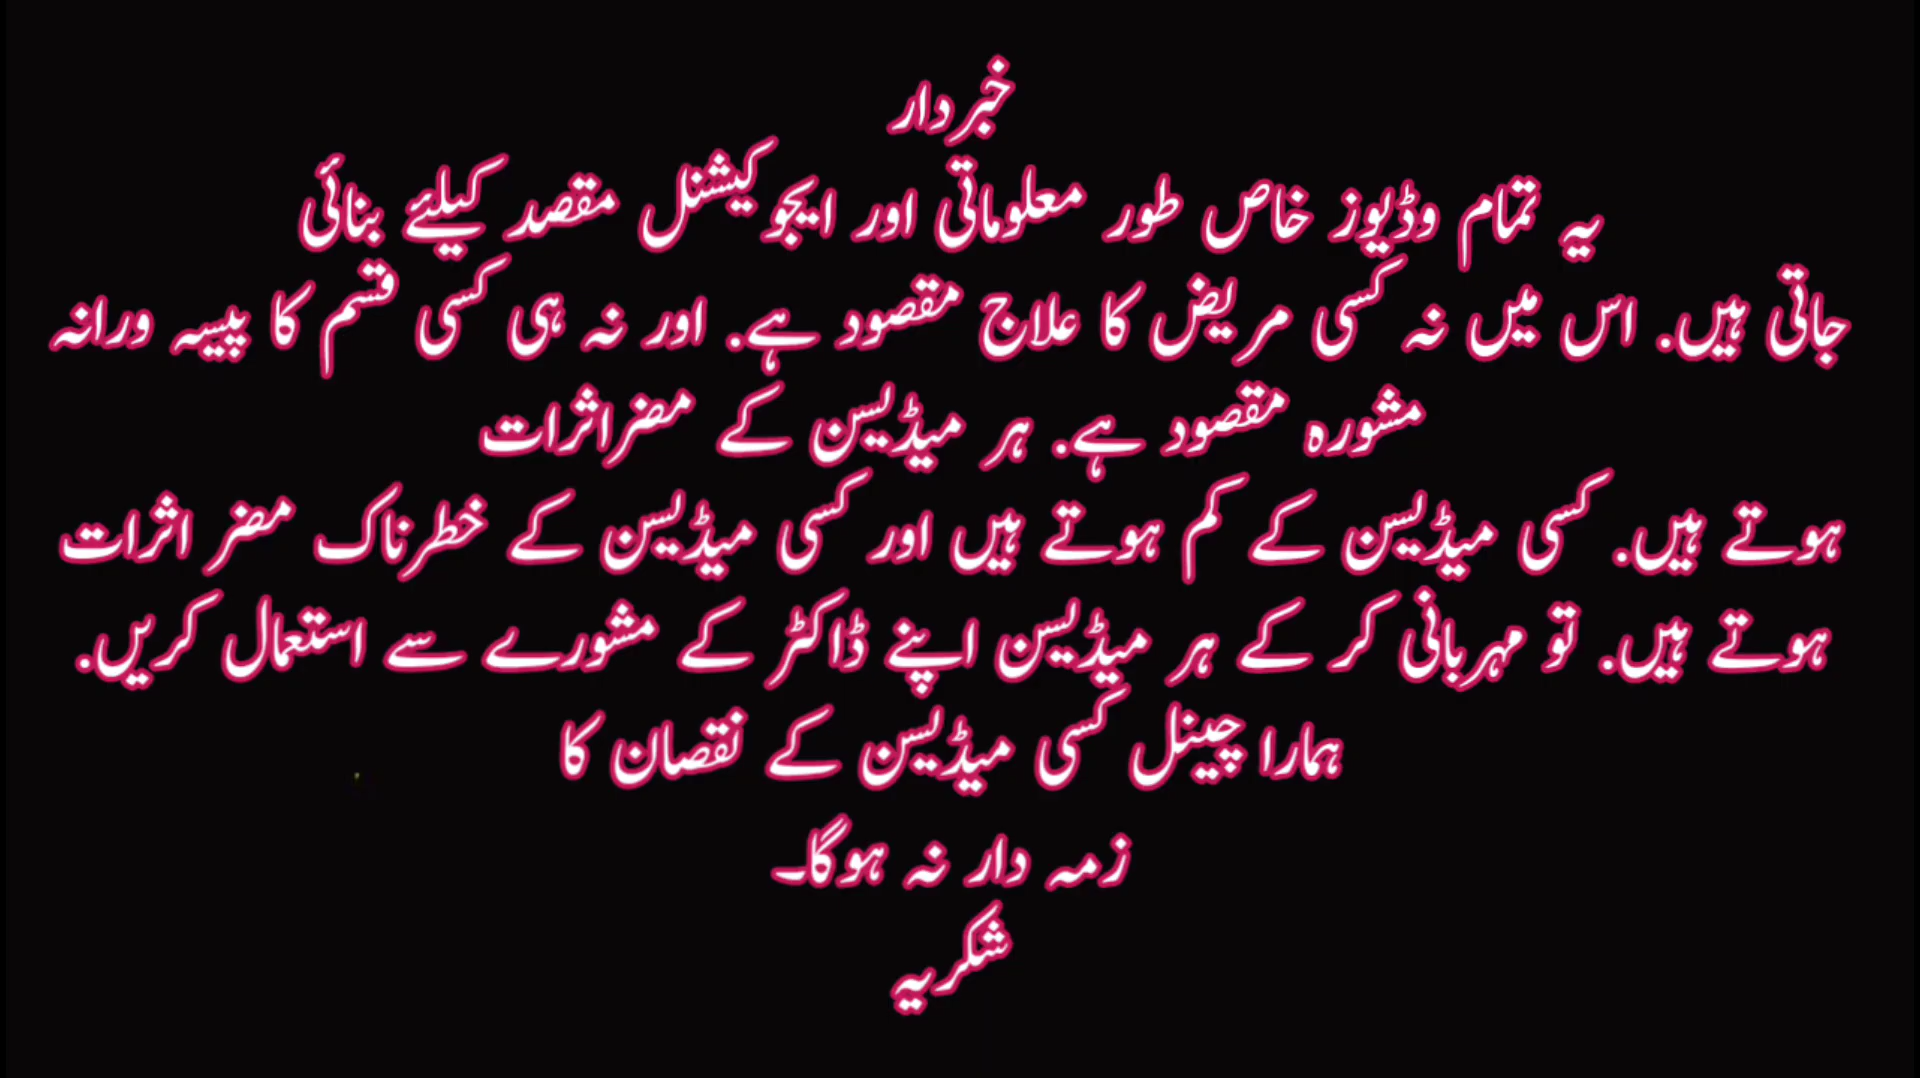 خبردار
یہ تمام وڈیوز خاص طور معلوماتی اور ایجوکیشنل مقصد کیلئے بنائی
جاتی ہیں. اس میں نہ کسی مریض کا علاج مقصود ہے. اور نہ ہی کسی قسم کا پیسہ ورانہ
مشورہ مقصود ہے. ہر میڈیسن کے مضراثرات
ہوتے ہیں. کسی میڈیسن کے کم ہوتے ہیں اور کسی میڈیسن کے خطرناک مضر اثرات
ہوتے ہیں. تو مہربانی کر کے ہر میڈیسن اپنے ڈاکٹر کے مشورے سے استعمال کریں.
ہمارا چینل کسی میڈیسن کے نقصان کا
زمہ دار نہ ہوگا۔
شکریہ